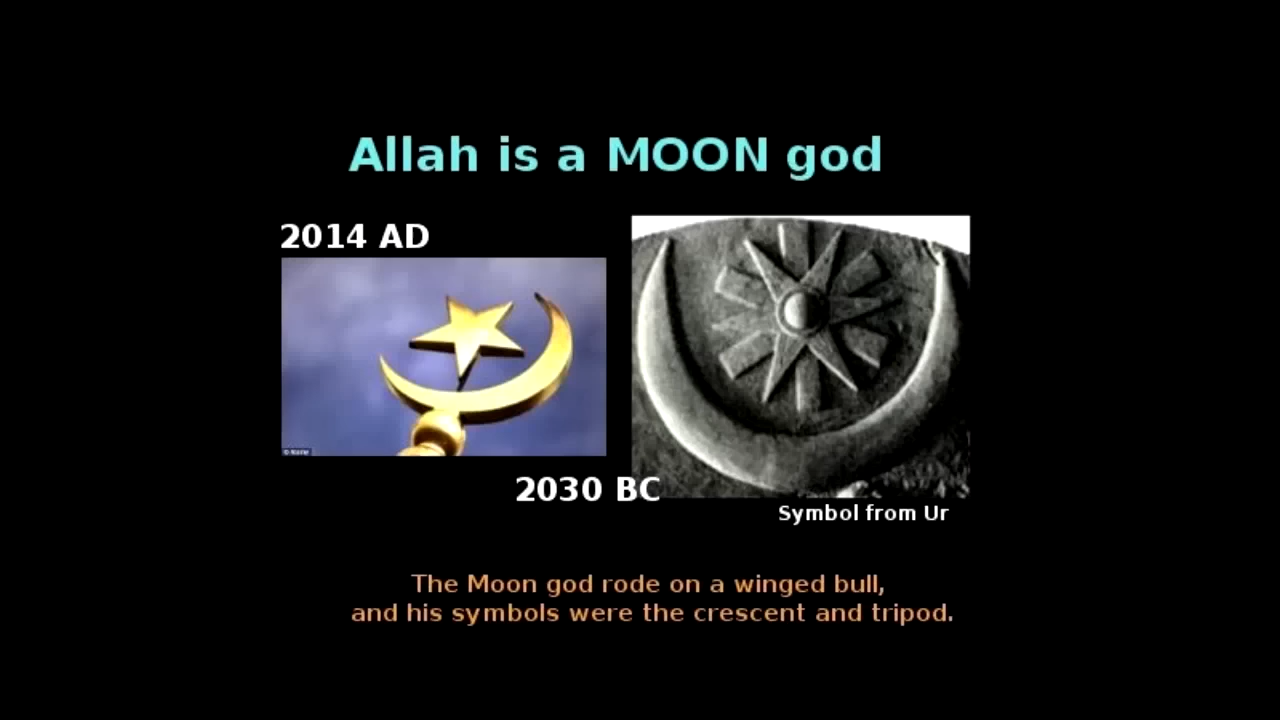 Allah is a MOON god
2014 AD
2030 BC
Symbol from Ur
The Moon god rode on a winged bull,
and his symbols were the crescent and tripod.